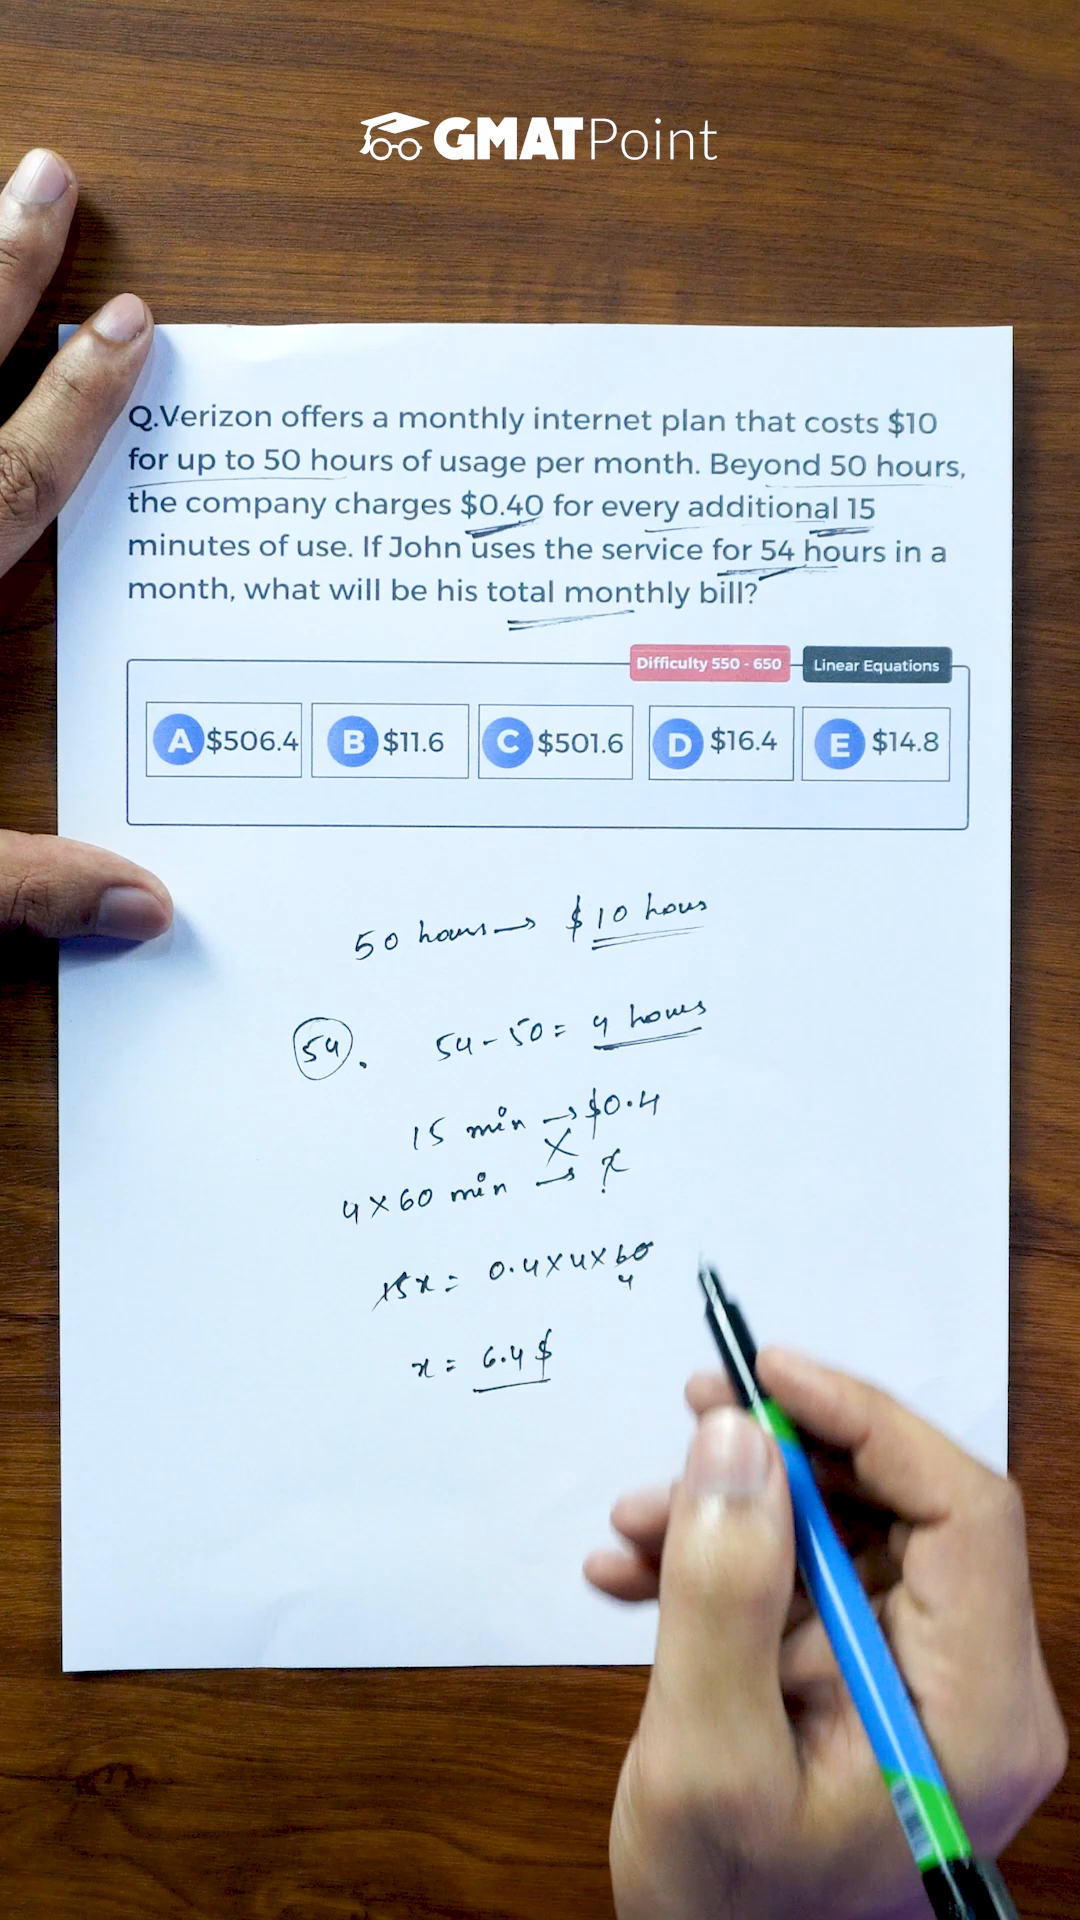 GMATPoint
Q.Verizon offers a monthly internet plan that costs $10
for up to 50 hours of usage per month. Beyond 50 hours,
the company charges $0.40 for every additional 15
minutes of use. If John uses the service for 54 hours in a
month, what will be his total monthly bill?
Difficulty 550 - 650 Linear Equations
A $506.4 B $11.6 C $501.6 D $16.4 E $14.8
50 hours → $10 hours
54. 54-50= 4 hours
15 min → $0.4
X
4×60 min → x
?
15x = 0.4×4×60
4
x = 6.4 $